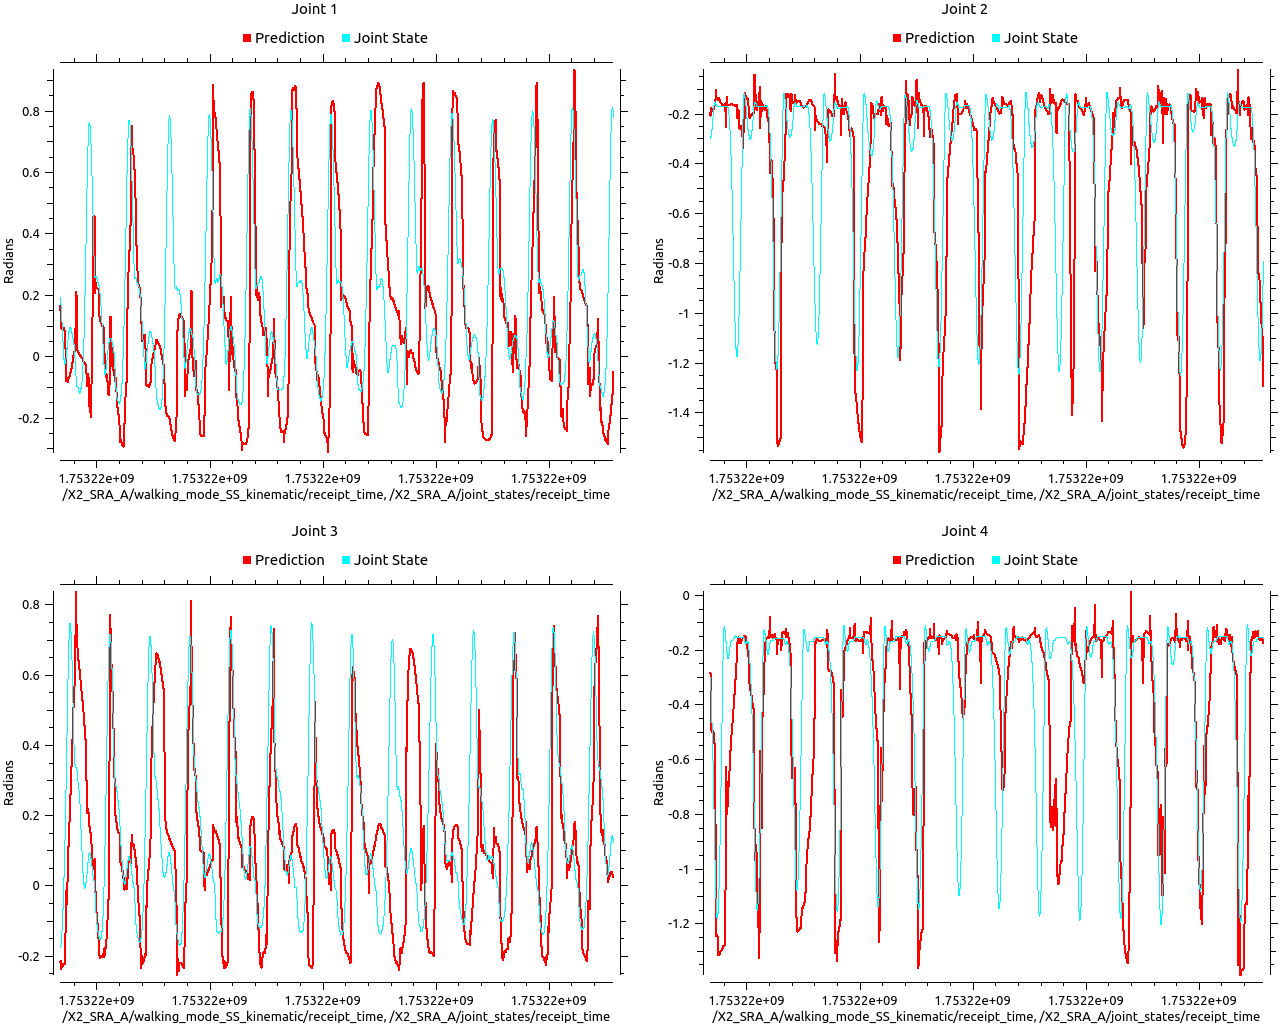 Joint 1
Prediction Joint State
0.8
0.6
0.4
0.2
0
-0.2
Radians
1.75322e+09 1.75322e+09 1.75322e+09 1.75322e+09 1.75322e+09
/X2_SRA_A/walking_mode_SS_kinematic/receipt_time, /X2_SRA_A/joint_states/receipt_time
Joint 2
Prediction Joint State
-0.2
-0.4
-0.6
-0.8
-1
-1.2
-1.4
Radians
1.75322e+09 1.75322e+09 1.75322e+09 1.75322e+09 1.75322e+09
/X2_SRA_A/walking_mode_SS_kinematic/receipt_time, /X2_SRA_A/joint_states/receipt_time
Joint 3
Prediction Joint State
0.8
0.6
0.4
0.2
0
-0.2
Radians
1.75322e+09 1.75322e+09 1.75322e+09 1.75322e+09 1.75322e+09
/X2_SRA_A/walking_mode_SS_kinematic/receipt_time, /X2_SRA_A/joint_states/receipt_time
Joint 4
Prediction Joint State
0
-0.2
-0.4
-0.6
-0.8
-1
-1.2
Radians
1.75322e+09 1.75322e+09 1.75322e+09 1.75322e+09 1.75322e+09
/X2_SRA_A/walking_mode_SS_kinematic/receipt_time, /X2_SRA_A/joint_states/receipt_time